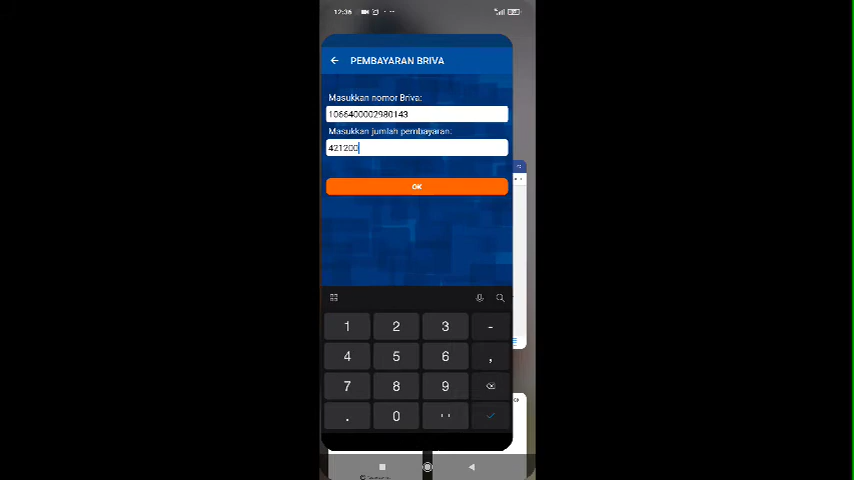 12:36
PEMBAYARAN BRIVA
Masukkan nomor Briva:
1066400002980143
Masukkan jumlah pembayaran:
421200
OK
1 2 3 -
4 5 6 ,
7 8 9
. 0